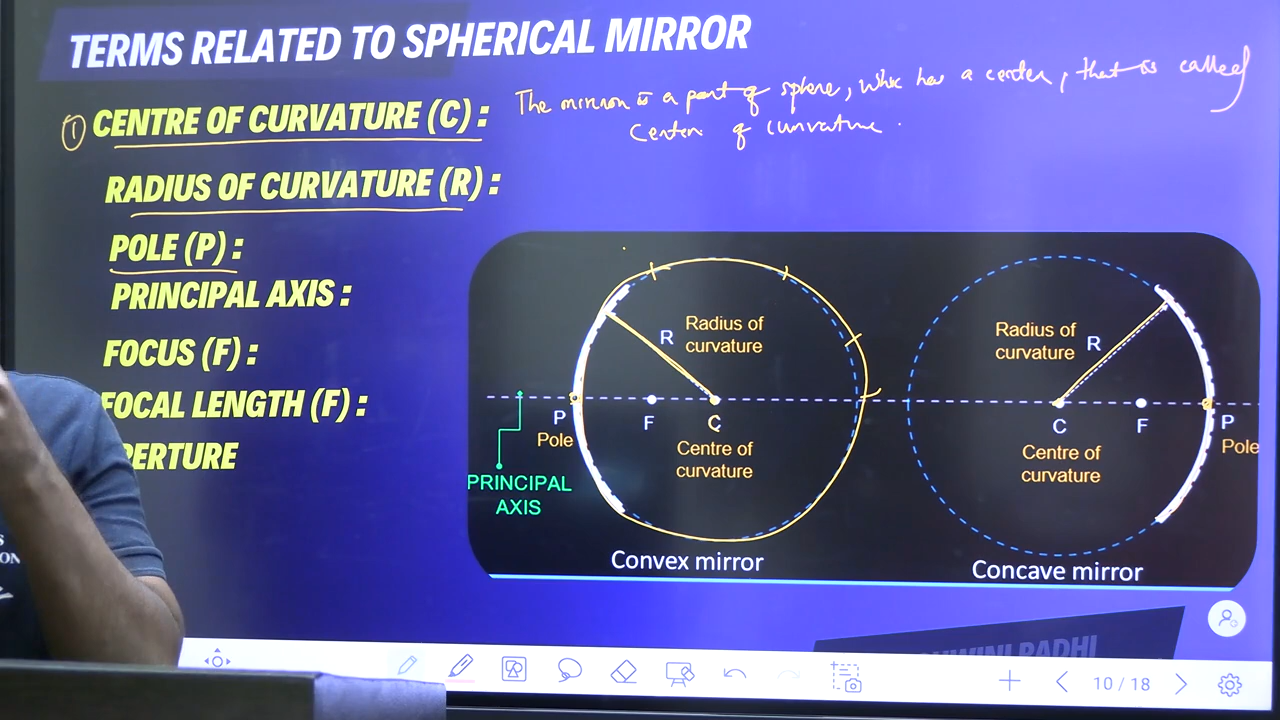 TERMS RELATED TO SPHERICAL MIRROR
① CENTRE OF CURVATURE (C) :
The mirror is a part of sphere, which has a center, that is called
Center of curvature.
RADIUS OF CURVATURE (R) :
POLE (P) :
PRINCIPAL AXIS :
FOCUS (F) :
FOCAL LENGTH (F) :
PERTURE
R
Radius of
curvature
P
Pole
F
C
Centre of
curvature
PRINCIPAL
AXIS
Convex mirror
Radius of
curvature
R
C
F
P
Pole
Centre of
curvature
Concave mirror
RADHI
10 / 18